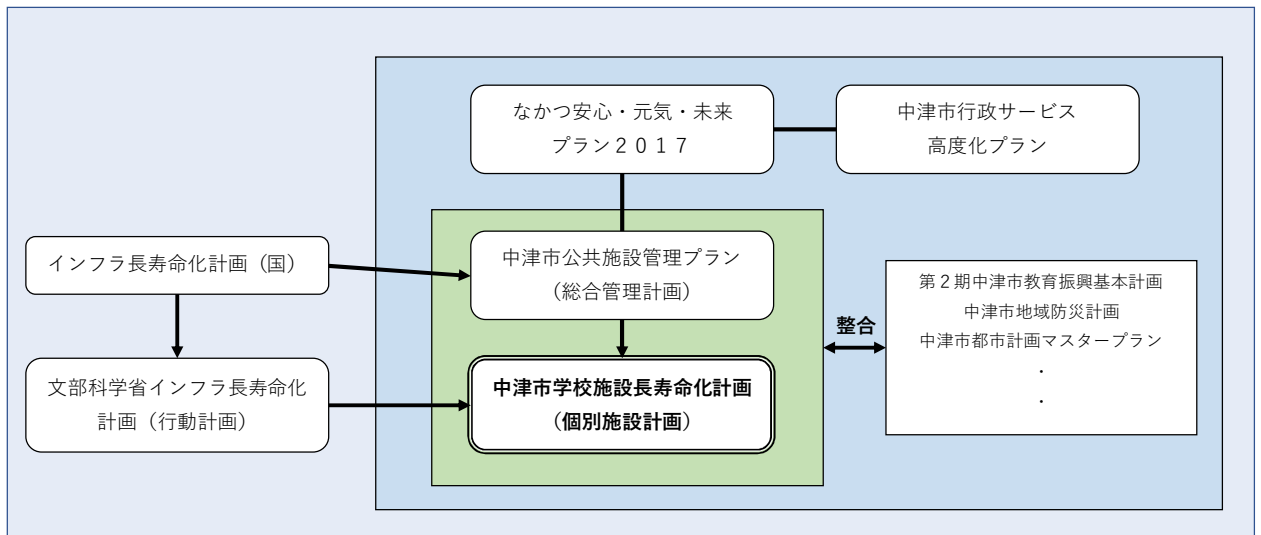 なかつ安心・元気・未来
プラン２０１７
中津市行政サービス
高度化プラン
インフラ長寿命化計画（国）
中津市公共施設管理プラン
（総合管理計画）
整合
第２期中津市教育振興基本計画
中津市地域防災計画
中津市都市計画マスタープラン
・
・
文部科学省インフラ長寿命化
計画（行動計画）
中津市学校施設長寿命化計画
（個別施設計画）